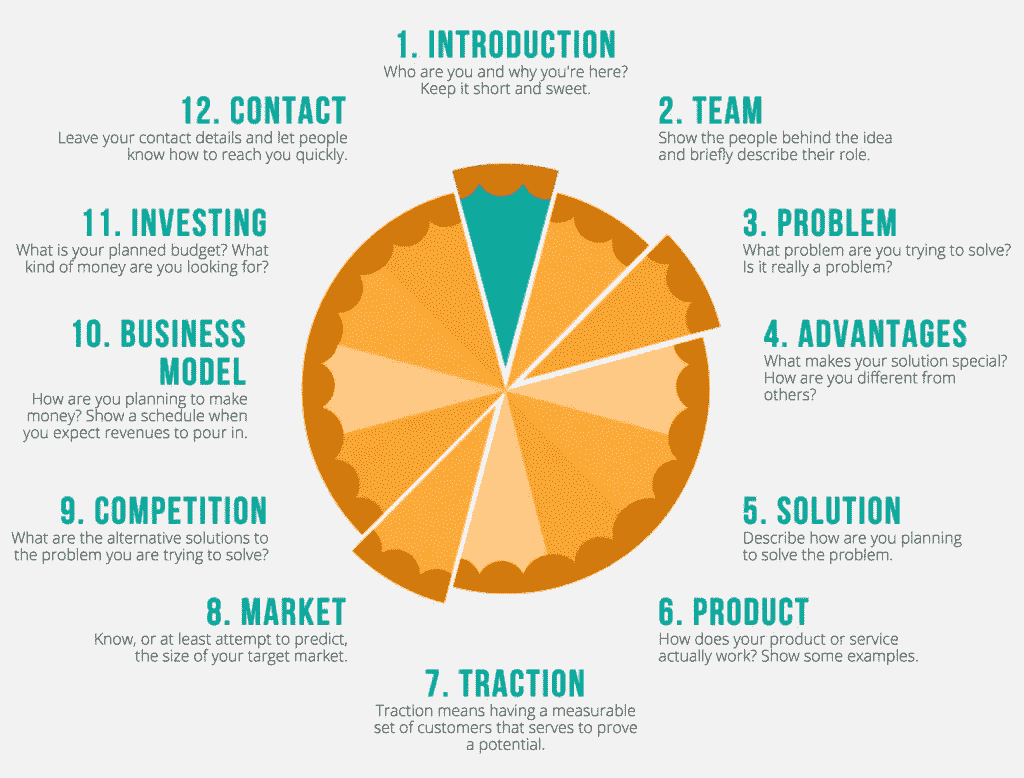 1. INTRODUCTION
Who are you and why you're here?
Keep it short and sweet.
2. TEAM
Show the people behind the idea
and briefly describe their role.
3. PROBLEM
What problem are you trying to solve?
Is it really a problem?
4. ADVANTAGES
What makes your solution special?
How are you different from
others?
5. SOLUTION
Describe how are you planning
to solve the problem.
6. PRODUCT
How does your product or service
actually work? Show some examples.
7. TRACTION
Traction means having a measurable
set of customers that serves to prove
a potential.
8. MARKET
Know, or at least attempt to predict,
the size of your target market.
9. COMPETITION
What are the alternative solutions to
the problem you are trying to solve?
10. BUSINESS
MODEL
How are you planning to make
money? Show a schedule when
you expect revenues to pour in.
11. INVESTING
What is your planned budget? What
kind of money are you looking for?
12. CONTACT
Leave your contact details and let people
know how to reach you quickly.